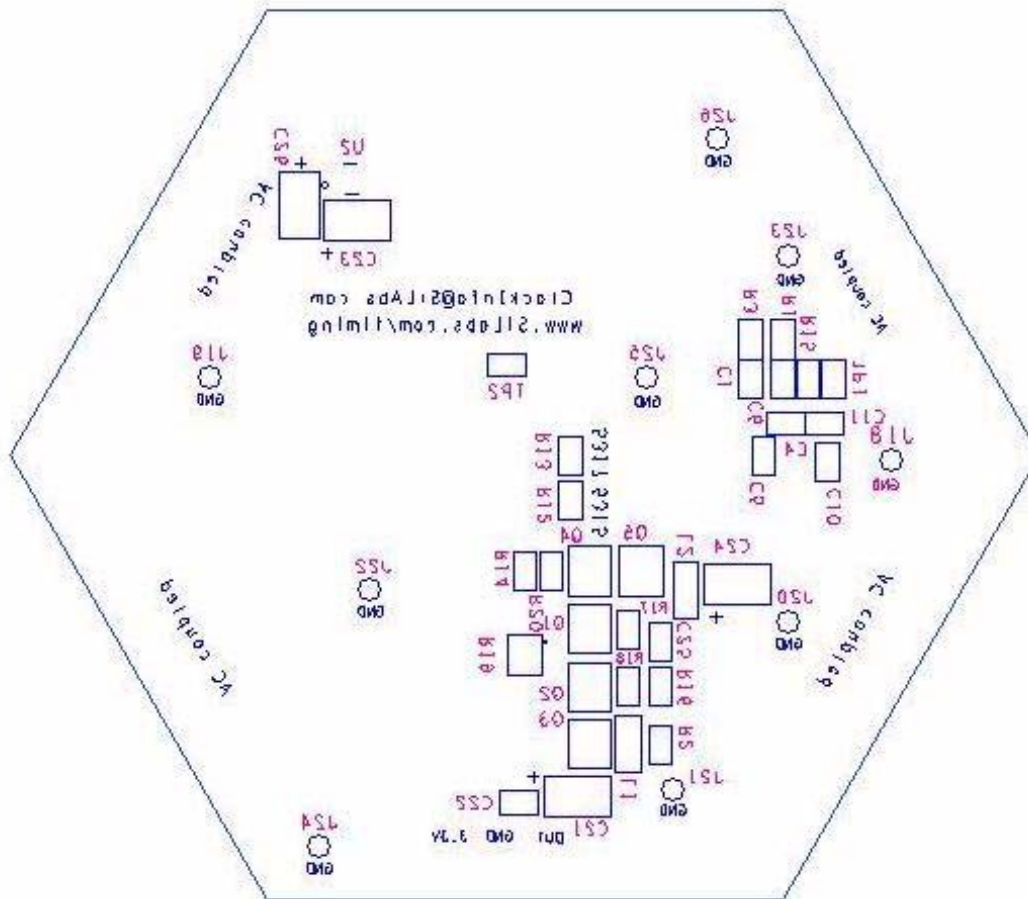 J26
GND
C26
+
U2
AC coupled
C23
+
J23
GND
AC coupled
ClockInfo@SiLAbs com
www.SiLabs.com/timing
R3
R1
R15
J19
GND
TP2
J25
GND
C1
JP1
C6
C11
C4
J18
GND
C5
C10
R13
5317
R12
5315
Q4
Q5
L2
C24
+
R14
R20
J22
GND
AC coupled
J20
GND
AC coupled
Q1
R17
C25
R19
R18
Q2
R16
Q3
R2
L1
J21
GND
+
C22
C21
3.3V GND OUT
J24
GND